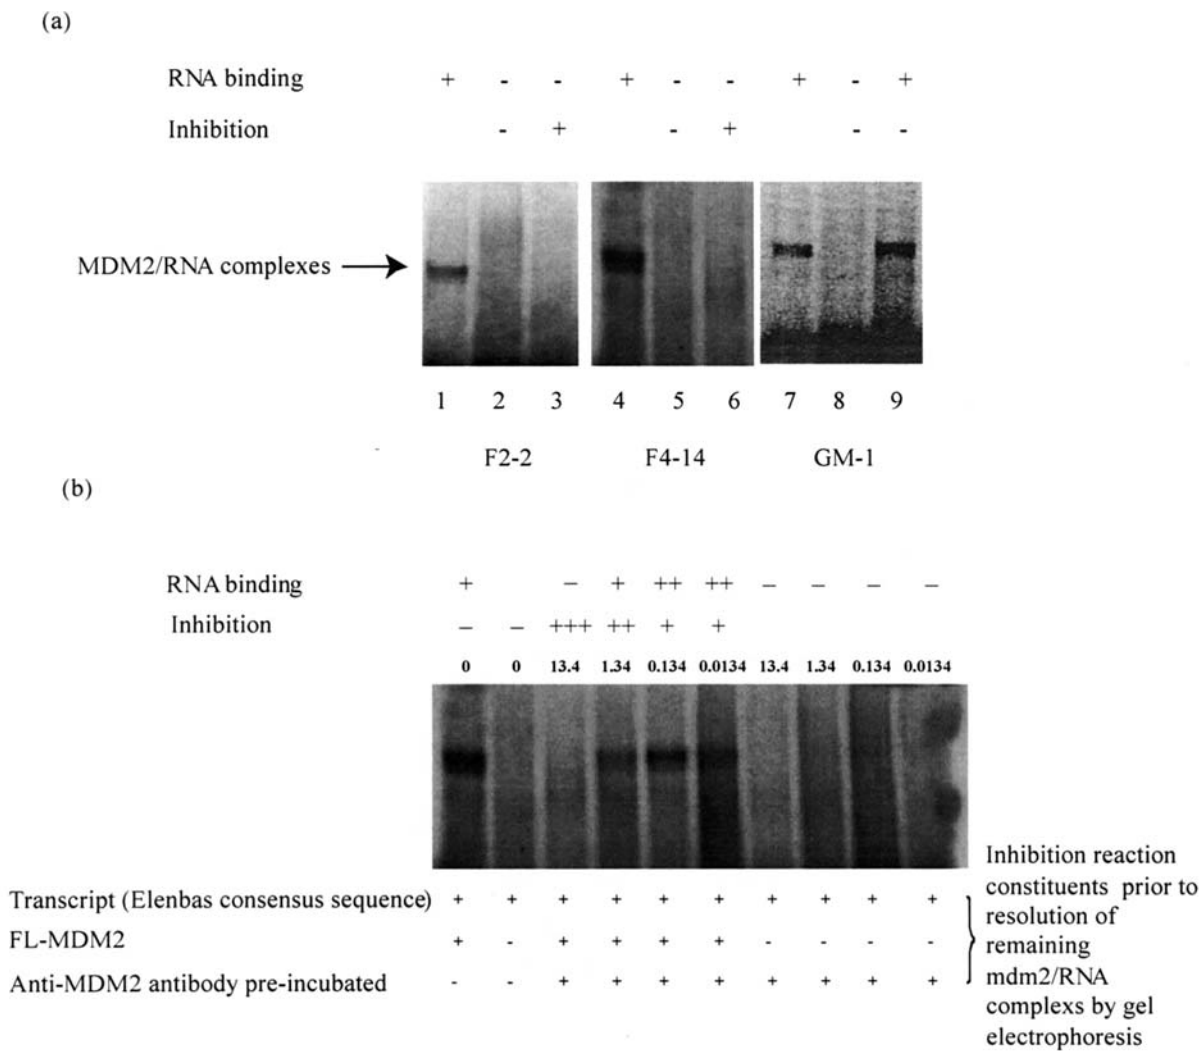 (a)
RNA binding + - - + - - + - +
Inhibition - + - + - -
MDM2/RNA complexes
1 2 3 4 5 6 7 8 9
F2-2 F4-14 GM-1
(b)
RNA binding + – + ++ ++ – – – –
Inhibition – – +++ ++ + +
0 0 13.4 1.34 0.134 0.0134 13.4 1.34 0.134 0.0134
Transcript (Elenbas consensus sequence) + + + + + + + + + +
FL-MDM2 + - + + + + - - - -
Anti-MDM2 antibody pre-incubated - - + + + + + + + +
Inhibition reaction
constituents prior to
resolution of
remaining
mdm2/RNA
complexs by gel
electrophoresis